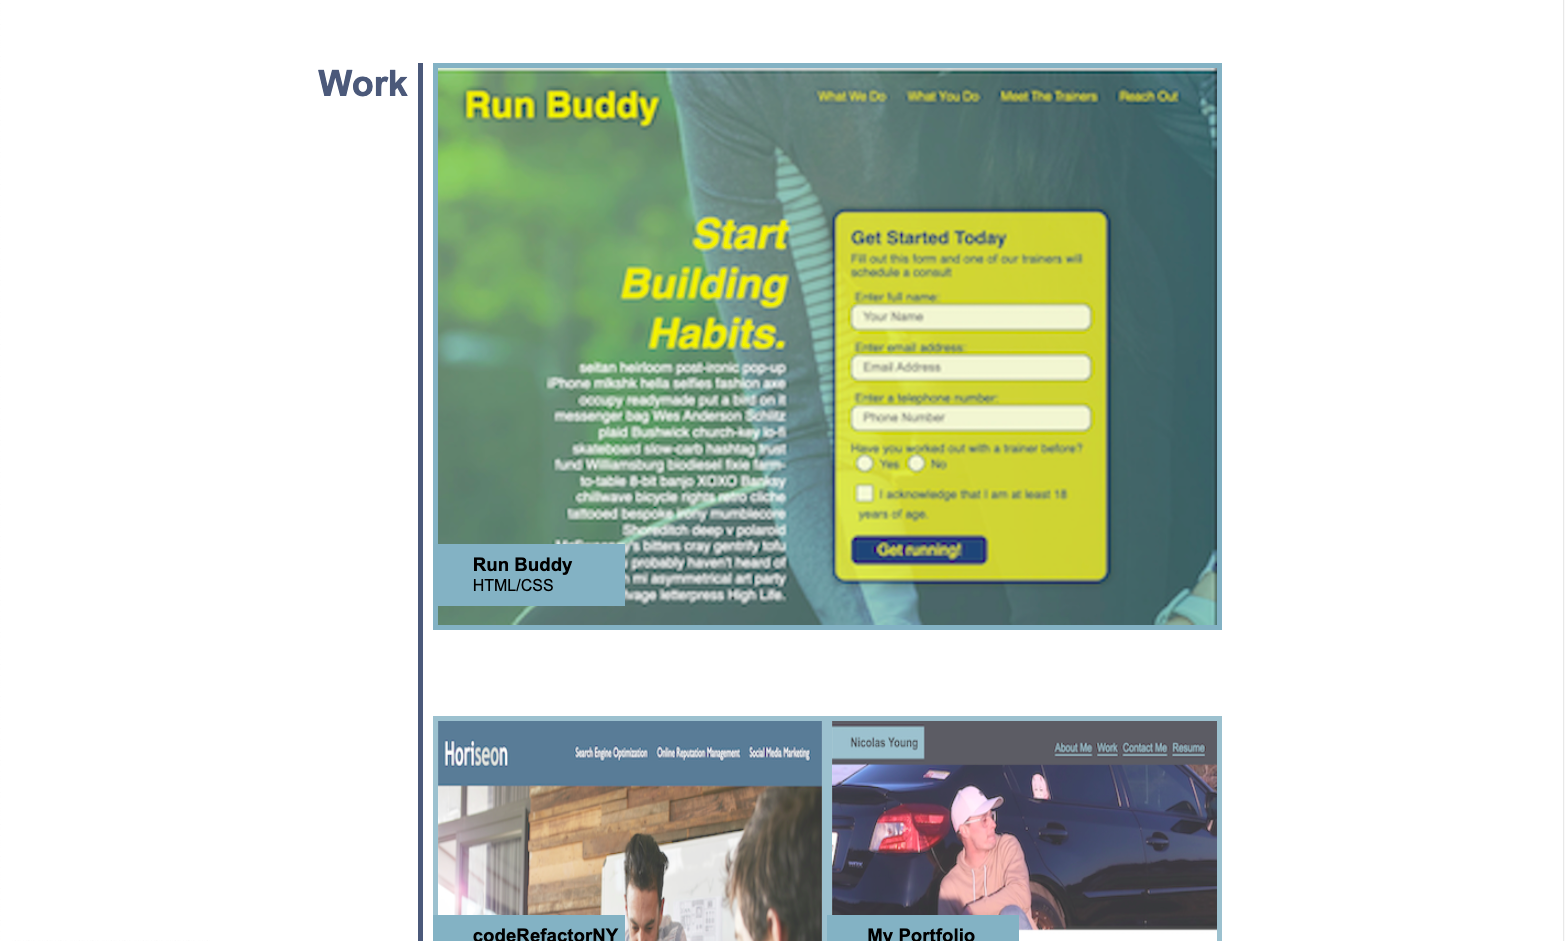 Work
Run Buddy
What We Do What You Do Meet The Trainers Reach Out
Start
Building
Habits.
seitan heirloom post-ironic pop-up
iPhone mlkshk hella selfies fashion axe
occupy readymade put a bird on it
messenger bag Wes Anderson Schlitz
plaid Bushwick church-key lo-fi
skateboard slow-carb hashtag trust
fund Williamsburg biodiesel fixie farm-
to-table 8-bit banjo XOXO Banksy
chillwave bicycle rights retro cliche
tattooed bespoke irony mumblecore
Shoreditch deep v polaroid
bitters cray gentrify tofu
probably haven't heard of
mi asymmetrical art party
letterpress High Life.
Get Started Today
Fill out this form and one of our trainers will
schedule a consult
Enter full name:
Your Name
Enter email address:
Email Address
Enter a telephone number:
Phone Number
Have you worked out with a trainer before?
Yes No
I acknowledge that I am at least 18
years of age.
Get running!
Run Buddy
HTML/CSS
Horiseon
Search Engine Optimization Online Reputation Management Social Media Marketing
codeRefactorNY
Nicolas Young
About Me Work Contact Me Resume
My Portfolio